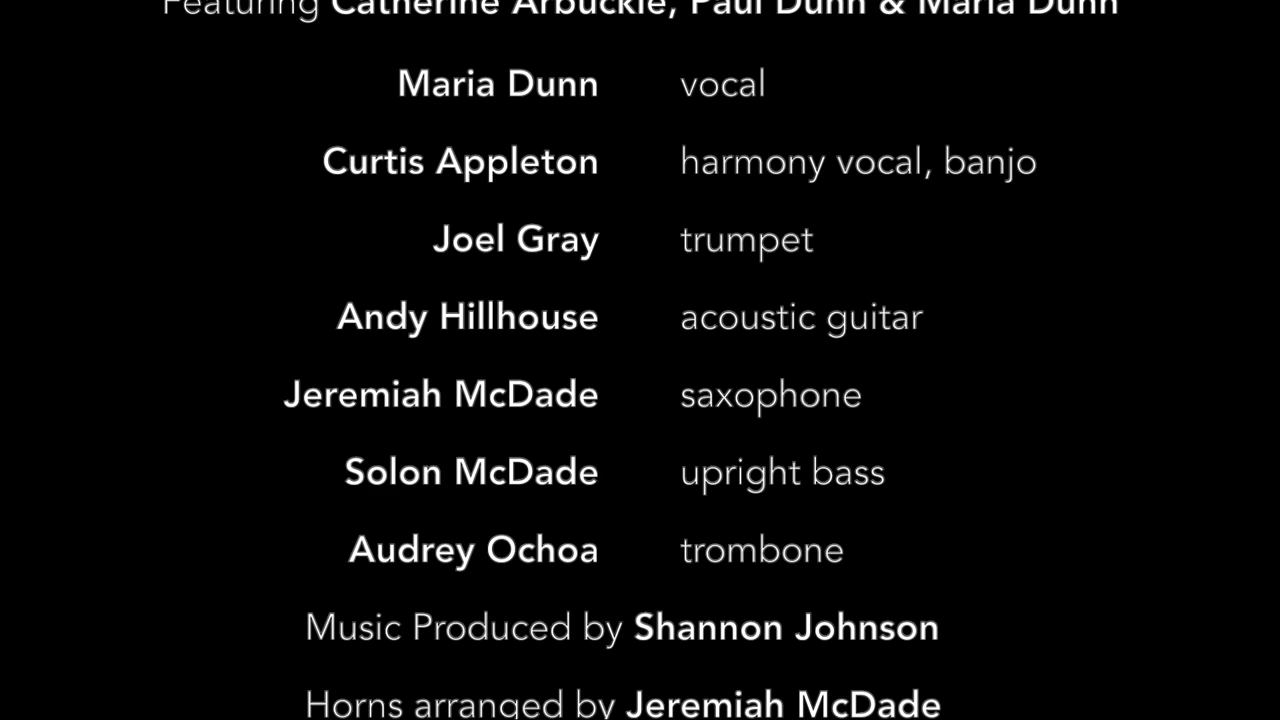 Featuring Catherine Arbuckle, Paul Dunn & Maria Dunn
Maria Dunn vocal
Curtis Appleton harmony vocal, banjo
Joel Gray trumpet
Andy Hillhouse acoustic guitar
Jeremiah McDade saxophone
Solon McDade upright bass
Audrey Ochoa trombone
Music Produced by Shannon Johnson
Horns arranged by Jeremiah McDade